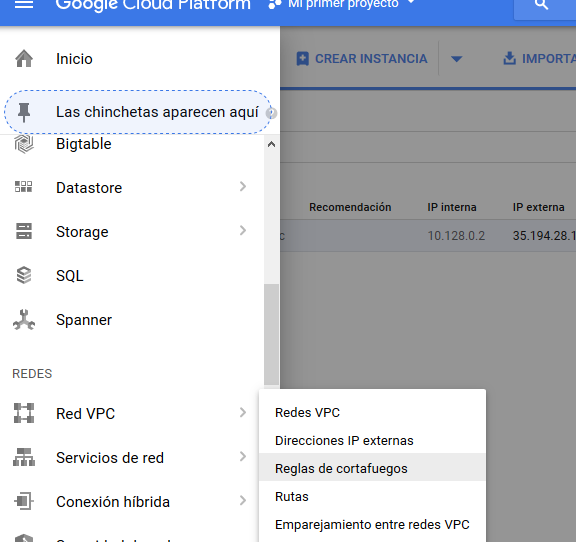 Google Cloud Platform
Mi primer proyecto
Inicio
CREAR INSTANCIA
Las chinchetas aparecen aquí
Bigtable
Datastore
Recomendación
IP interna
IP externa
Storage
10.128.0.2
35.194.28.1
SQL
Spanner
REDES
Red VPC
Redes VPC
Direcciones IP externas
Reglas de cortafuegos
Rutas
Emparejamiento entre redes VPC
Servicios de red
Conexión híbrida